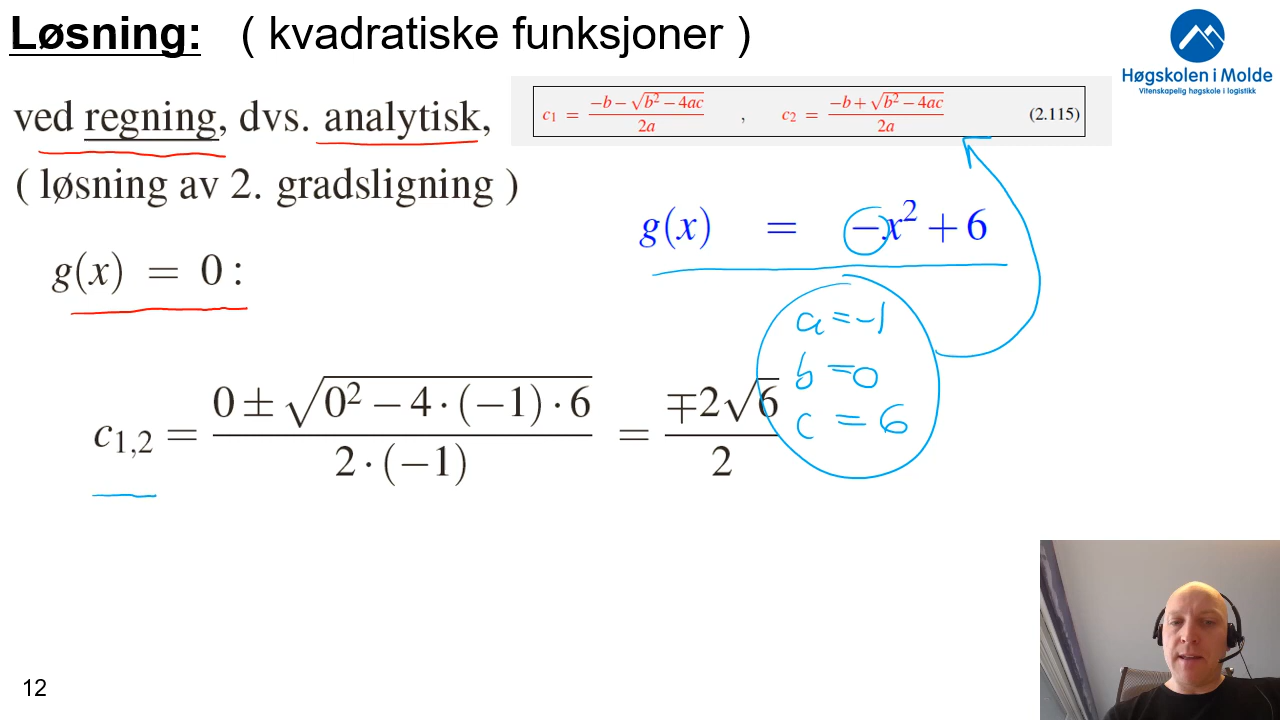 Løsning: ( kvadratiske funksjoner )
Høgskolen i Molde
Vitenskapelig høgskole i logistikk
ved regning, dvs. analytisk,
( løsning av 2. gradsligning )
c₁ = (−b − √(b² − 4ac)) / 2a , c₂ = (−b + √(b² − 4ac)) / 2a (2.115)
g(x) = −x² + 6
g(x) = 0 :
a = −1
b = 0
c = 6
c₁,₂ = (0 ± √(0² − 4 · (−1) · 6)) / (2 · (−1)) = ∓2√6 / 2
12